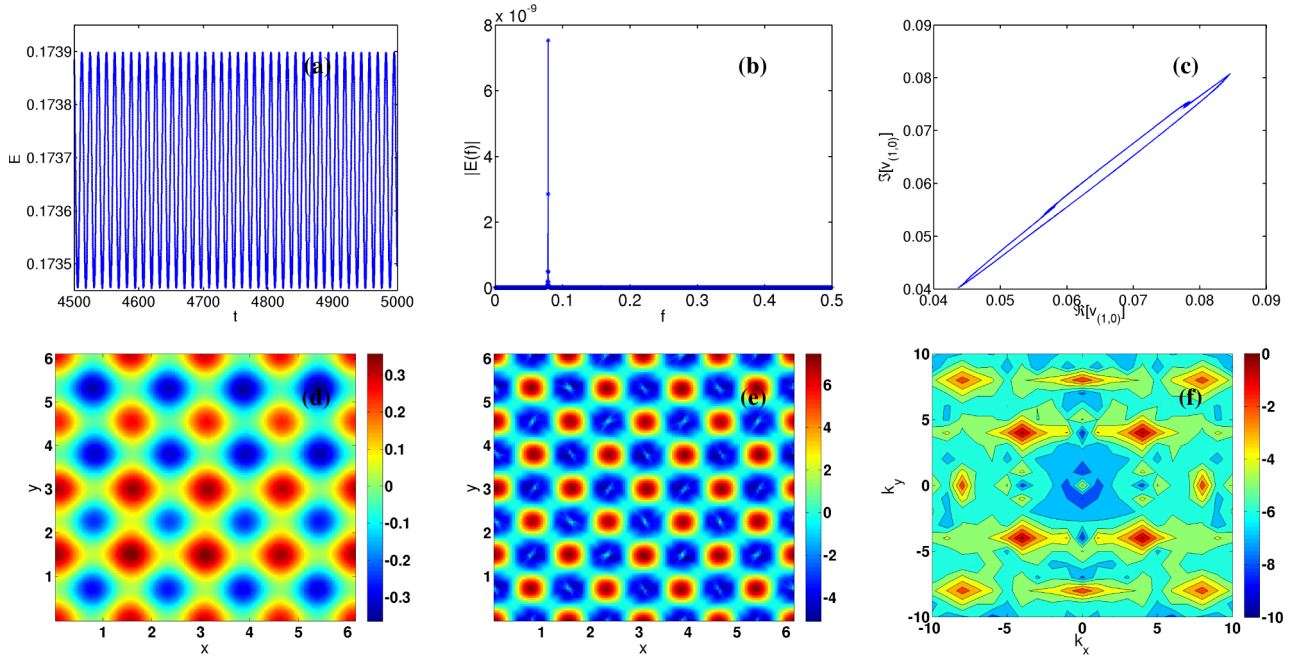 0.1739
0.1738
0.1737
0.1736
0.1735
4500 4600 4700 4800 4900 5000
E
t
(a)
x 10^-9
8
6
4
2
0
0 0.1 0.2 0.3 0.4 0.5
|E(f)|
f
(b)
0.09
0.08
0.07
0.06
0.05
0.04
0.04 0.05 0.06 0.07 0.08 0.09
ℑ[v_(1,0)]
ℜ[v_(1,0)]
(c)
6
5
4
3
2
1
1 2 3 4 5 6
y
x
(d)
0.3
0.2
0.1
0
-0.1
-0.2
-0.3
6
5
4
3
2
1
1 2 3 4 5 6
y
x
(e)
6
4
2
0
-2
-4
10
5
0
-5
-10
-10 -5 0 5 10
k_y
k_x
(f)
0
-2
-4
-6
-8
-10